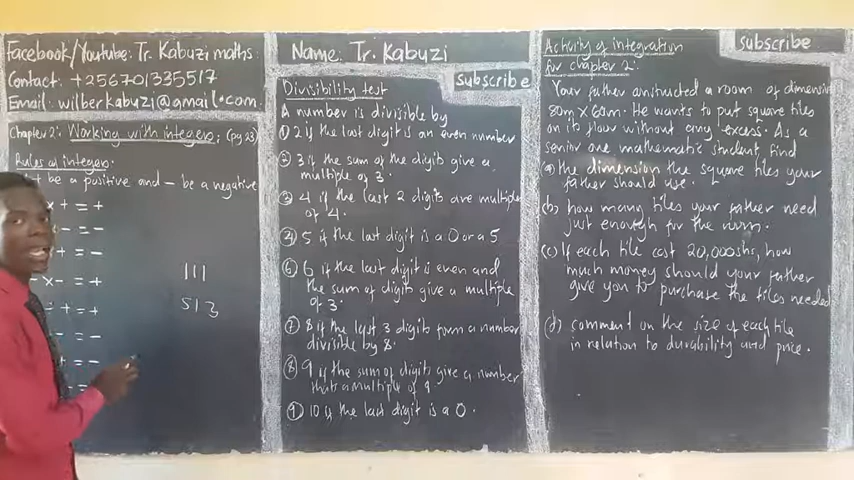 Facebook/Youtube: Tr. Kabuzi maths
Contact: +256701335517
Email: wilberkabuzi@gmail.com
Chapter 2: Working with integers, (pg 23)
Rules of integers.
+ be a positive and – be a negative
x + = +
x – = –
+ = –
- x – = +
÷ + = +
– = –
+ = –
111
513
Name: Tr. Kabuzi
subscribe
Divisibility test
A number is divisible by
① 2 if the last digit is an even number
② 3 if the sum of the digits give a
multiple of 3.
③ 4 if the last 2 digits are multiple
of 4.
④ 5 if the last digit is a 0 or a 5
⑥ 6 if the last digit is even and
the sum of digits give a multiple
of 3.
⑦ 8 if the last 3 digits form a number
divisible by 8.
⑧ 9 if the sum of digits give a number
thats a multiple of 9
⑨ 10 if the last digit is a 0.
Activity of integration
for chapter 2.
subscribe
Your father constructed a room of dimension
80m x 60m. He wants to put square tiles
on its floor without any excess. As a
senior one mathematic student find
(a) the dimension the square tiles your
father should use.
(b) how many tiles your father need
just enough for the room.
(c) If each tile cost 20,000shs, how
much money should your father
give you to purchase the tiles needed
(d) comment on the size of each tile
in relation to durability and price.